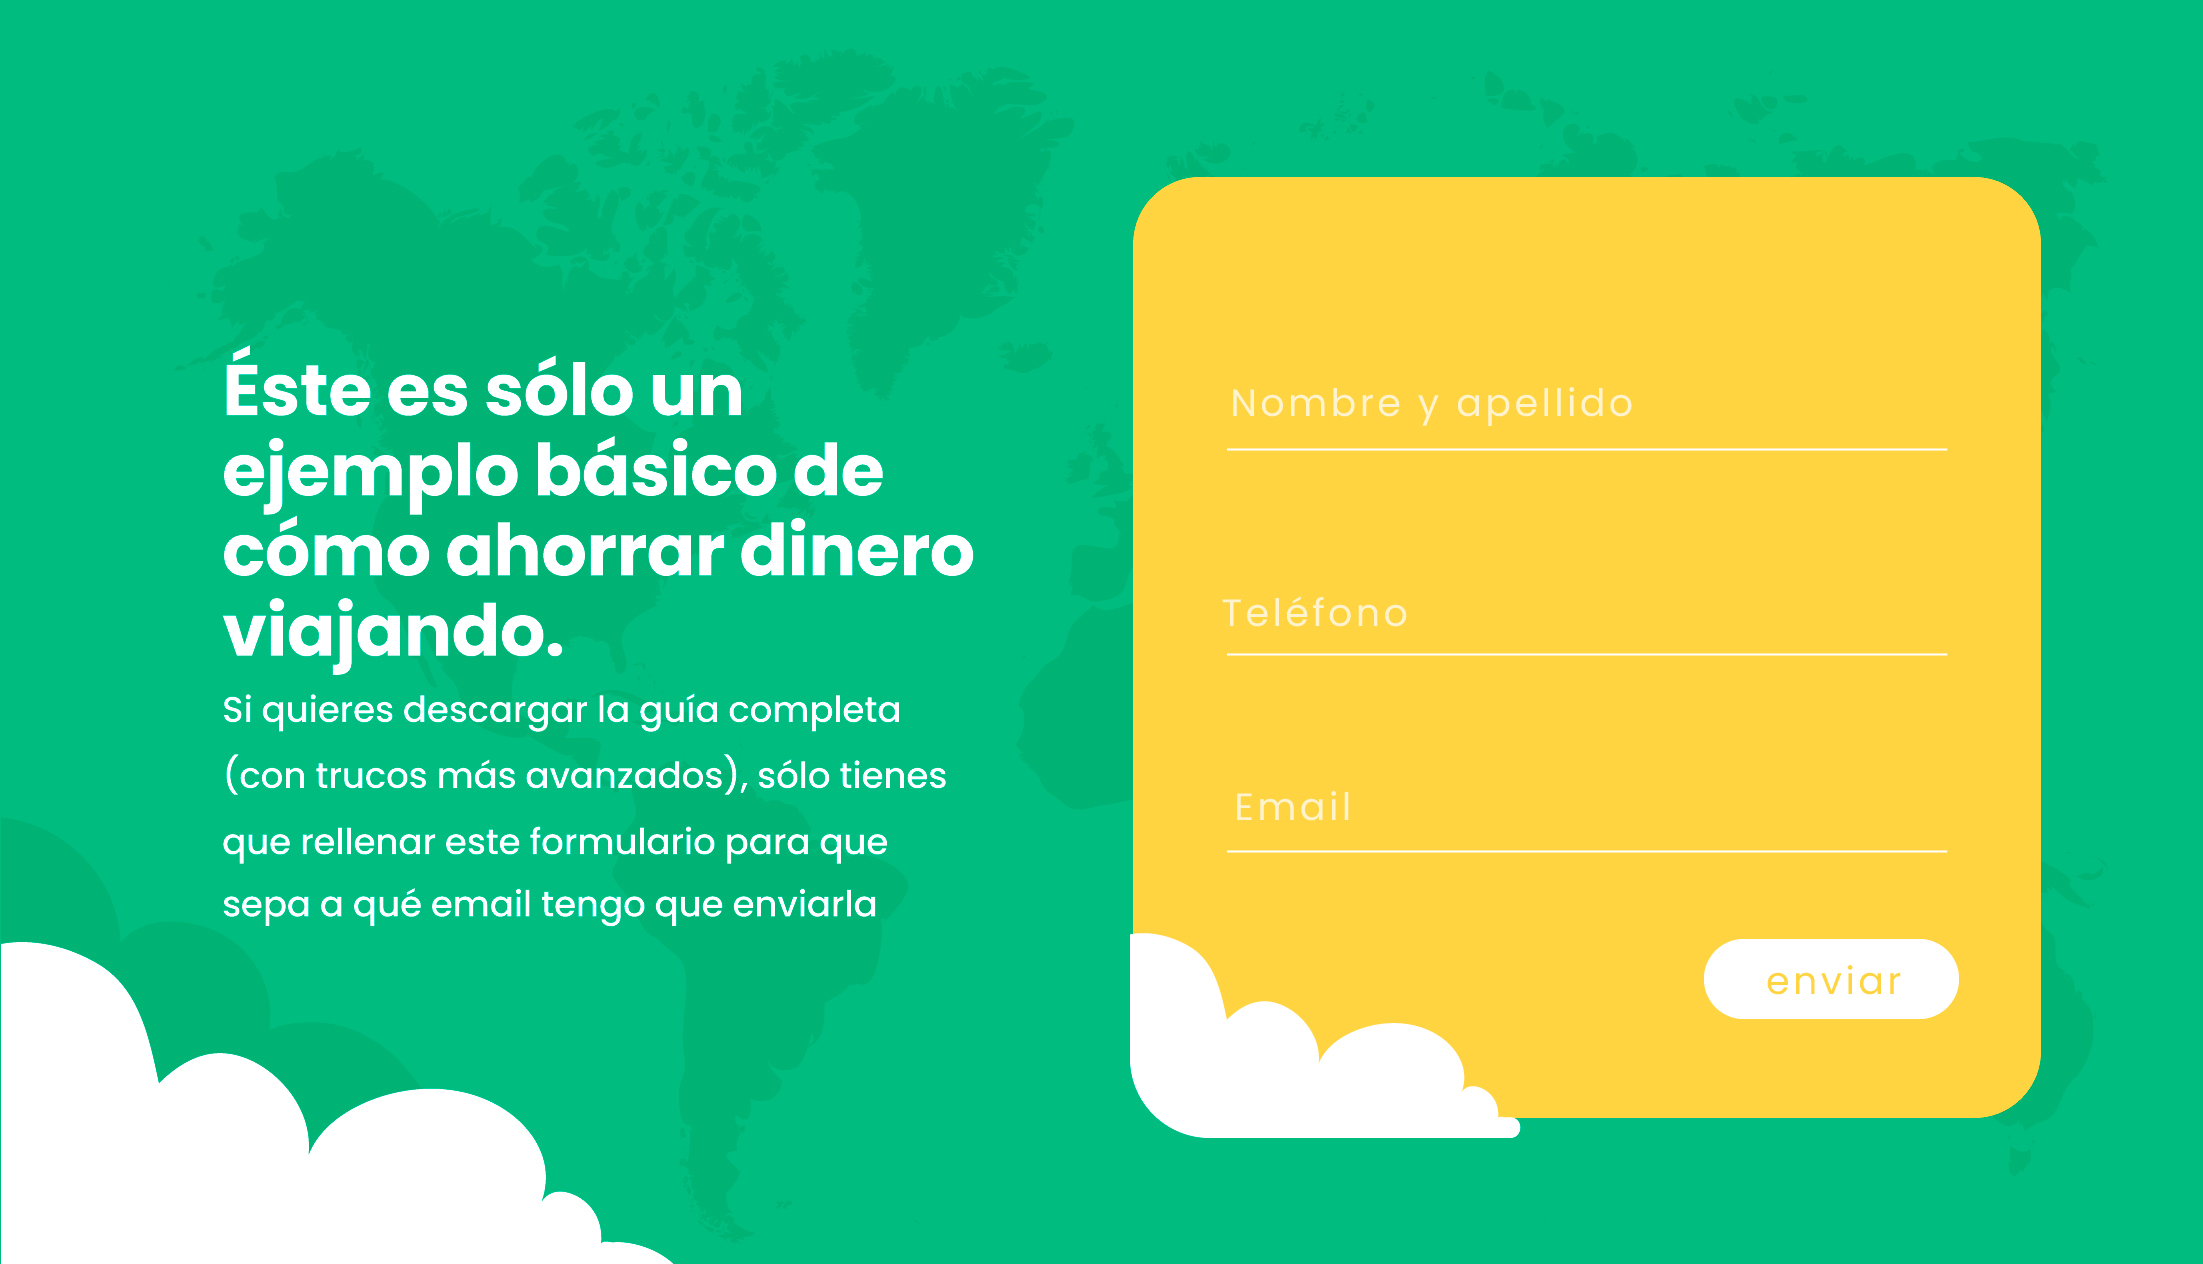 Éste es sólo un
ejemplo básico de
cómo ahorrar dinero
viajando.
Si quieres descargar la guía completa
(con trucos más avanzados), sólo tienes
que rellenar este formulario para que
sepa a qué email tengo que enviarla
Nombre y apellido
Teléfono
Email
enviar